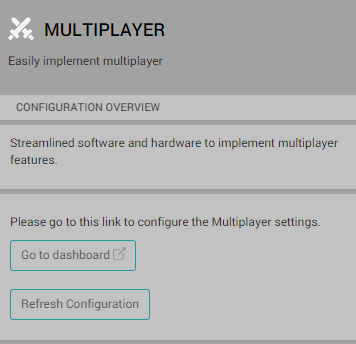 MULTIPLAYER
Easily implement multiplayer
CONFIGURATION OVERVIEW
Streamlined software and hardware to implement multiplayer
features.
Please go to this link to configure the Multiplayer settings.
Go to dashboard
Refresh Configuration